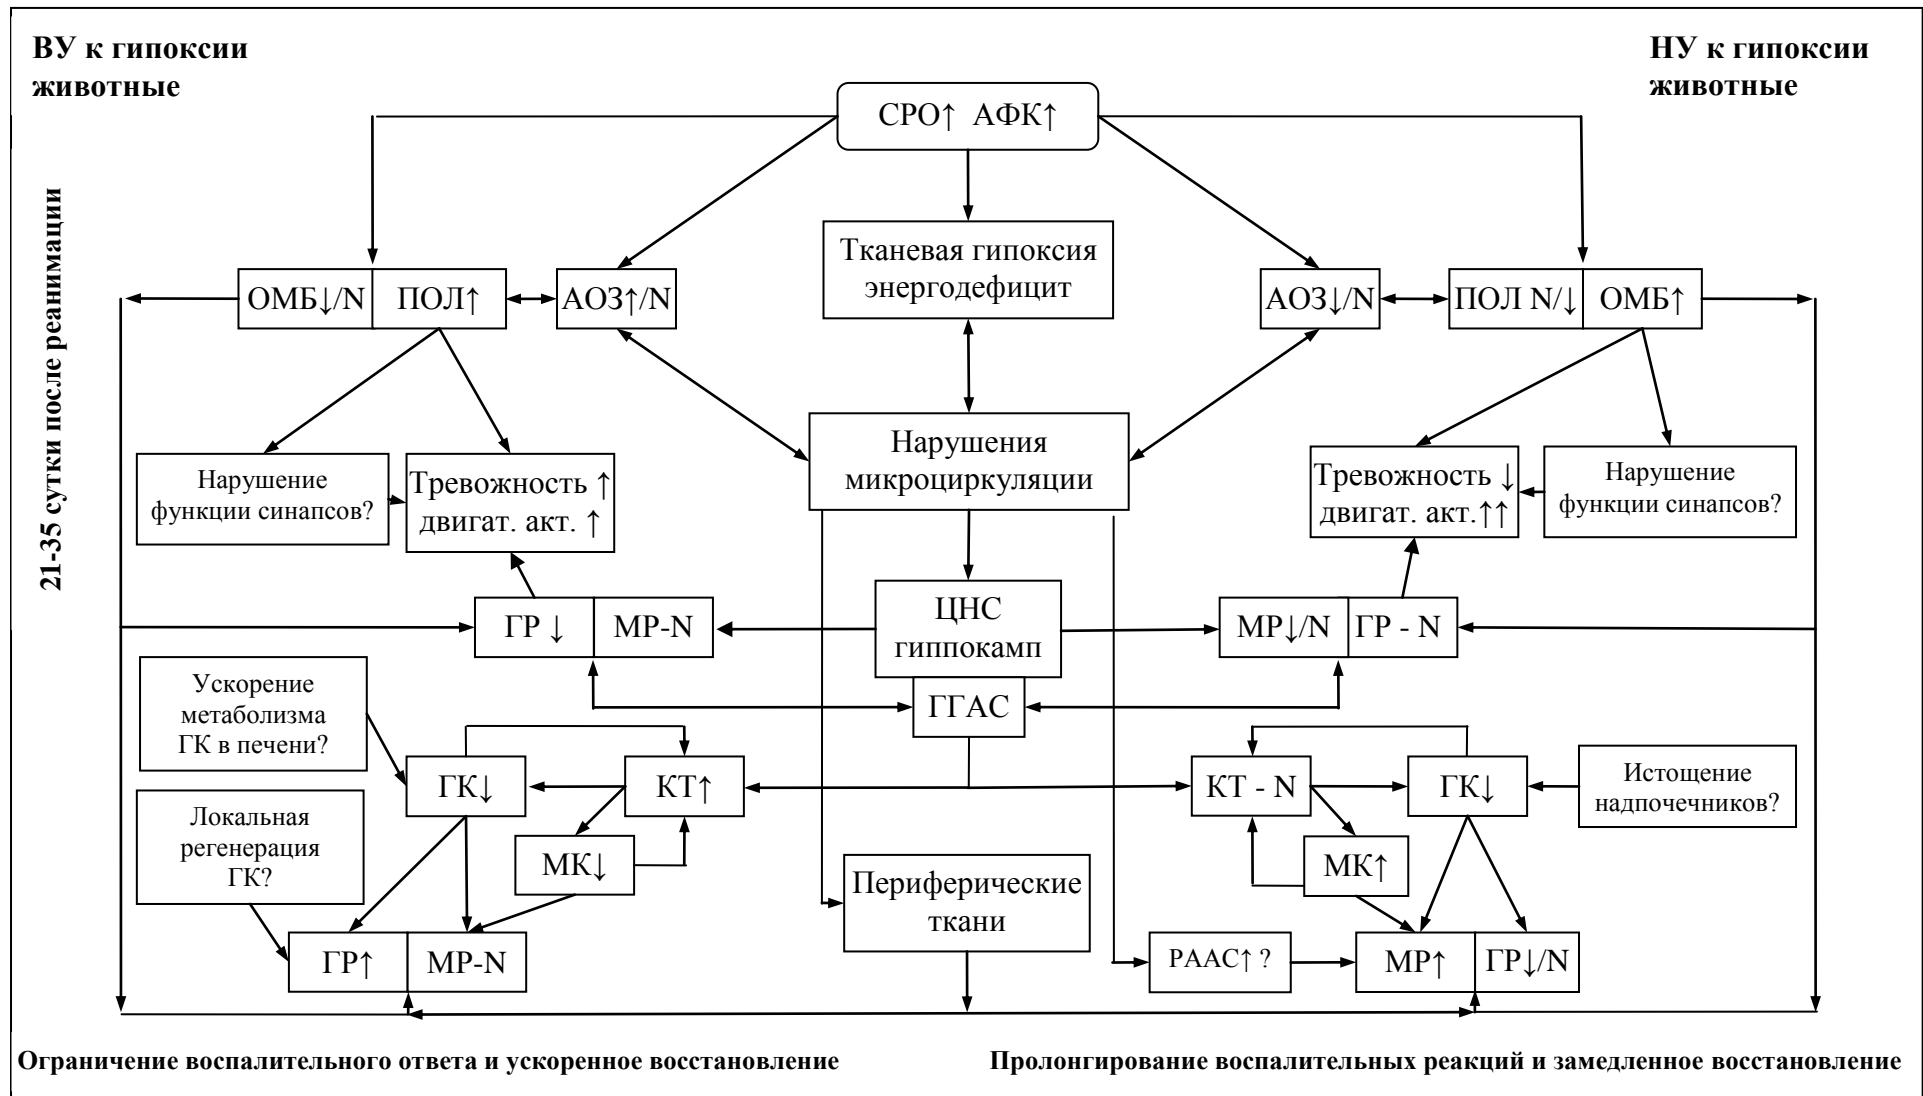 ВУ к гипоксии
животные
НУ к гипоксии
животные
СРО↑ АФК↑
21-35 сутки после реанимации
Тканевая гипоксия
энергодефицит
ОМБ↓/N
ПОЛ↑
АОЗ↑/N
АОЗ↓/N
ПОЛ N/↓
ОМБ↑
Нарушения
микроциркуляции
Нарушение
функции синапсов?
Тревожность ↑
двигат. акт. ↑
Тревожность ↓
двигат. акт.↑↑
Нарушение
функции синапсов?
ГР ↓
МР-N
ЦНС
гиппокамп
МР↓/N
ГР - N
ГГАС
Ускорение
метаболизма
ГК в печени?
ГК↓
КТ↑
КТ - N
ГК↓
Истощение
надпочечников?
Локальная
регенерация
ГК?
МК↓
МК↑
Периферические
ткани
ГР↑
МР-N
РААС↑ ?
МР↑
ГР↓/N
Ограничение воспалительного ответа и ускоренное восстановление
Пролонгирование воспалительных реакций и замедленное восстановление